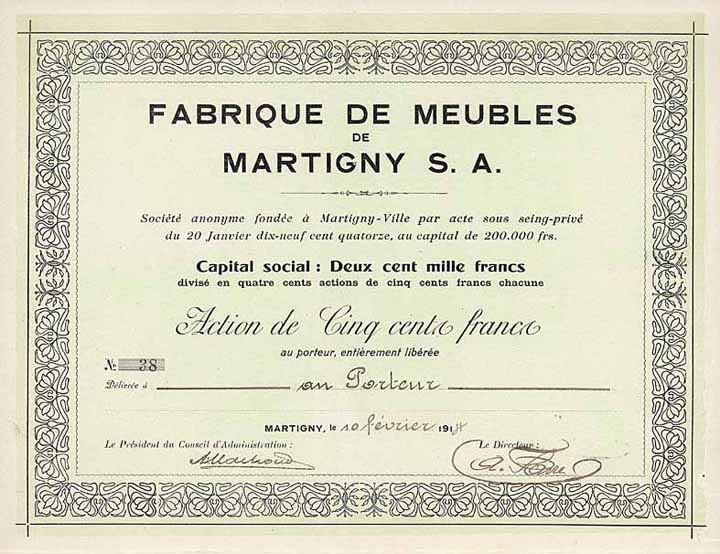 FABRIQUE DE MEUBLES
DE
MARTIGNY S. A.
Société anonyme fondée à Martigny-Ville par acte sous seing-privé
du 20 Janvier dix-neuf cent quatorze, au capital de 200.000 frs.
Capital social : Deux cent mille francs
divisé en quatre cents actions de cinq cents francs chacune
Action de Cinq cents francs
au porteur, entièrement libérée
№ 38
Délivrée à au Porteur
MARTIGNY, le 10 février 1914
Le Président du Conseil d'Administration : Le Directeur :